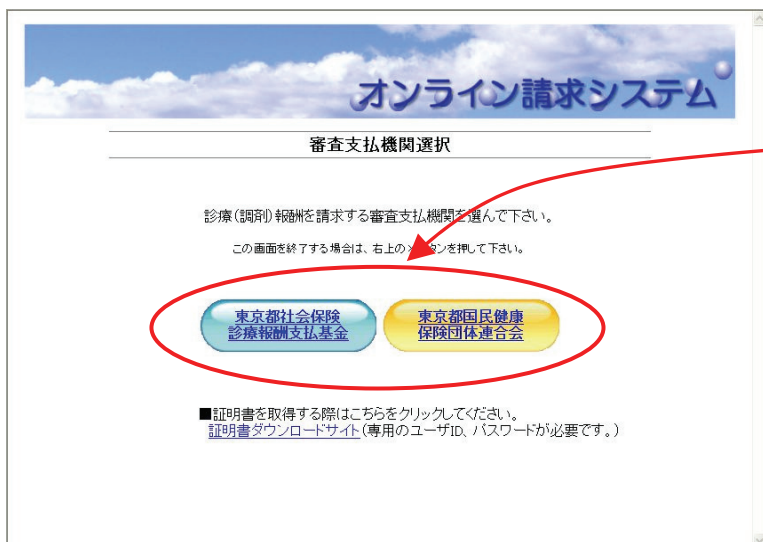 オンライン請求システム
審査支払機関選択
診療(調剤)報酬を請求する審査支払機関を選んで下さい。
この画面を終了する場合は、右上の×ボタンを押して下さい。
東京都社会保険
診療報酬支払基金
東京都国民健康
保険団体連合会
■証明書を取得する際はこちらをクリックしてください。
証明書ダウンロードサイト(専用のユーザID、パスワードが必要です。)